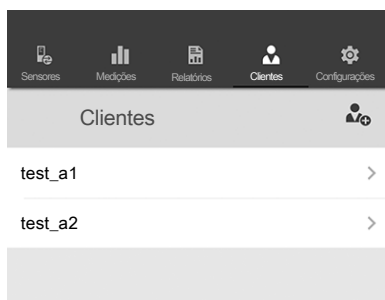 Sensores Medições Relatórios Clientes Configurações
Clientes
test_a1
test_a2